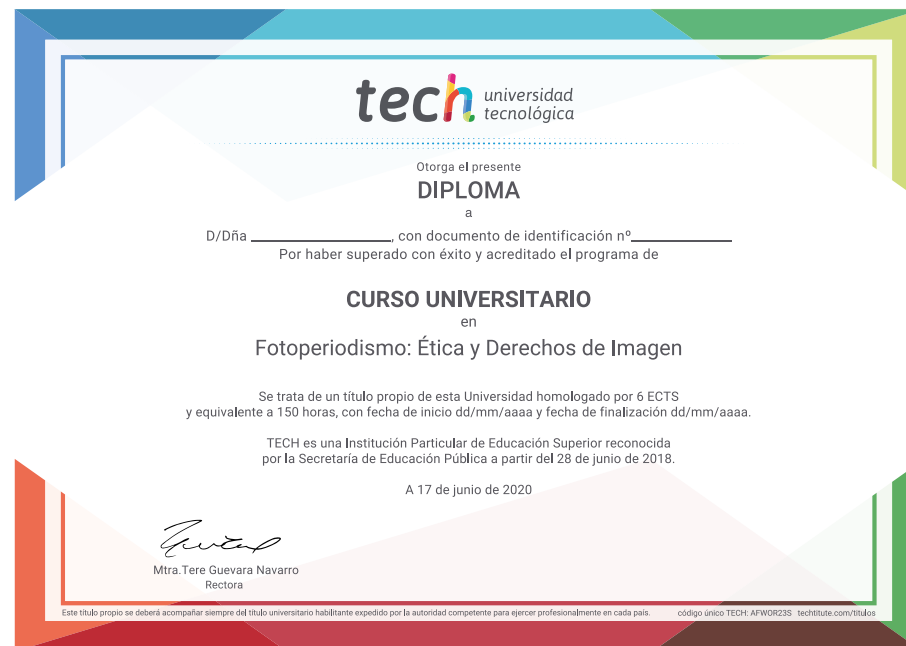 tech universidad
tecnológica
Otorga el presente
DIPLOMA
a
D/Dña ____________, con documento de identificación nº____________
Por haber superado con éxito y acreditado el programa de
CURSO UNIVERSITARIO
en
Fotoperiodismo: Ética y Derechos de Imagen
Se trata de un título propio de esta Universidad homologado por 6 ECTS
y equivalente a 150 horas, con fecha de inicio dd/mm/aaaa y fecha de finalización dd/mm/aaaa.
TECH es una Institución Particular de Educación Superior reconocida
por la Secretaría de Educación Pública a partir del 28 de junio de 2018.
A 17 de junio de 2020
Mtra.Tere Guevara Navarro
Rectora
Este título propio se deberá acompañar siempre del título universitario habilitante expedido por la autoridad competente para ejercer profesionalmente en cada país. código único TECH: AFWOR23S techtitute.com/titulos